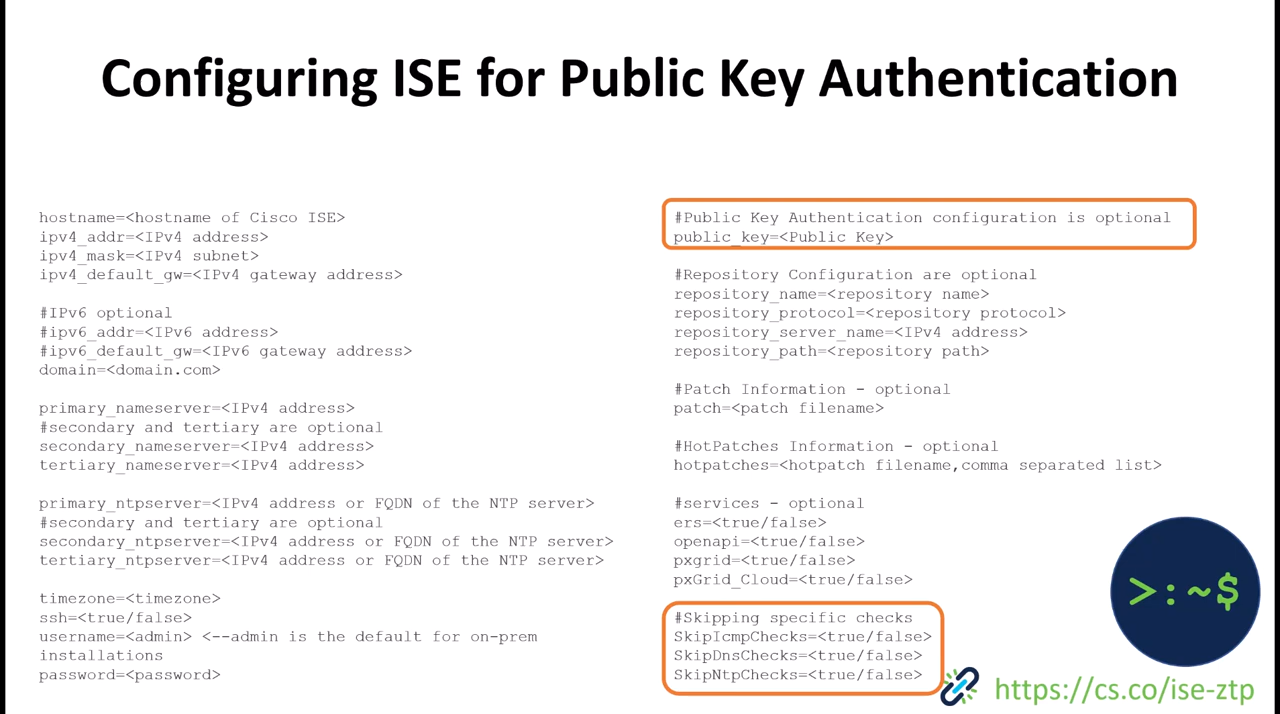 Configuring ISE for Public Key Authentication
hostname=<hostname of Cisco ISE>
ipv4_addr=<IPv4 address>
ipv4_mask=<IPv4 subnet>
ipv4_default_gw=<IPv4 gateway address>
#IPv6 optional
#ipv6_addr=<IPv6 address>
#ipv6_default_gw=<IPv6 gateway address>
domain=<domain.com>
primary_nameserver=<IPv4 address>
#secondary and tertiary are optional
secondary_nameserver=<IPv4 address>
tertiary_nameserver=<IPv4 address>
primary_ntpserver=<IPv4 address or FQDN of the NTP server>
#secondary and tertiary are optional
secondary_ntpserver=<IPv4 address or FQDN of the NTP server>
tertiary_ntpserver=<IPv4 address or FQDN of the NTP server>
timezone=<timezone>
ssh=<true/false>
username=<admin> <--admin is the default for on-prem
installations
password=<password>
#Public Key Authentication configuration is optional
public_key=<Public Key>
#Repository Configuration are optional
repository_name=<repository name>
repository_protocol=<repository protocol>
repository_server_name=<IPv4 address>
repository_path=<repository path>
#Patch Information - optional
patch=<patch filename>
#HotPatches Information - optional
hotpatches=<hotpatch filename,comma separated list>
#services - optional
ers=<true/false>
openapi=<true/false>
pxgrid=<true/false>
pxGrid_Cloud=<true/false>
#Skipping specific checks
SkipIcmpChecks=<true/false>
SkipDnsChecks=<true/false>
SkipNtpChecks=<true/false>
>:~$
https://cs.co/ise-ztp